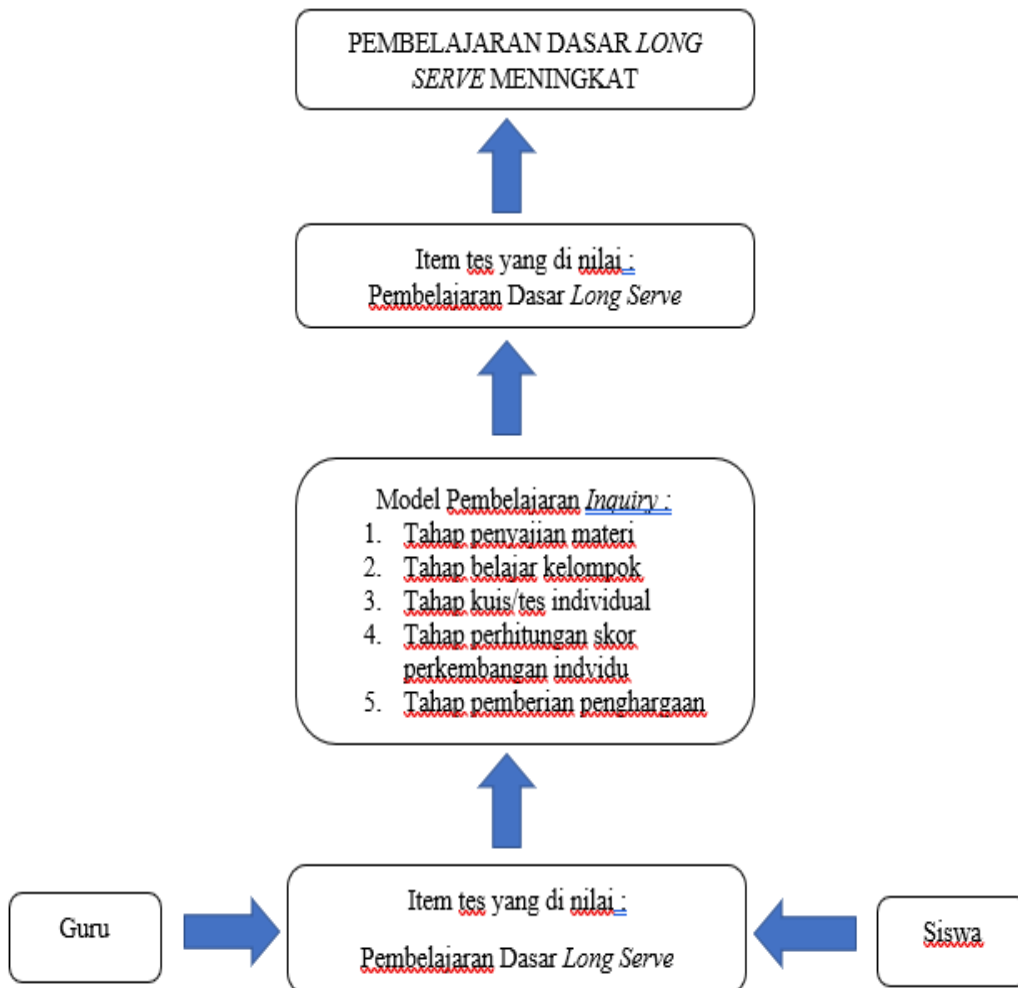 PEMBELAJARAN DASAR LONG
SERVE MENINGKAT
Item tes yang di nilai :
Pembelajaran Dasar Long Serve
Model Pembelajaran Inquiry :
1. Tahap penyajian materi
2. Tahap belajar kelompok
3. Tahap kuis/tes individual
4. Tahap perhitungan skor
perkembangan indvidu
5. Tahap pemberian penghargaan
Guru
Item tes yang di nilai :
Pembelajaran Dasar Long Serve
Siswa